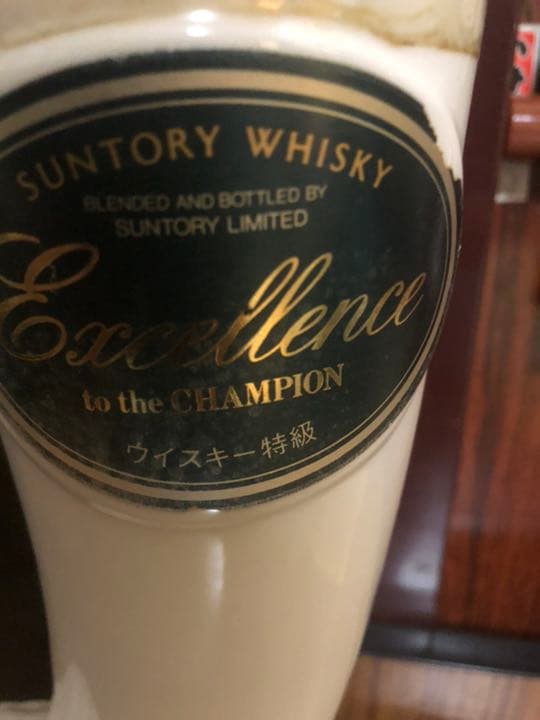 SUNTORY WHISKY
BLENDED AND BOTTLED BY
SUNTORY LIMITED
Excellence
to the CHAMPION
ウイスキー特級